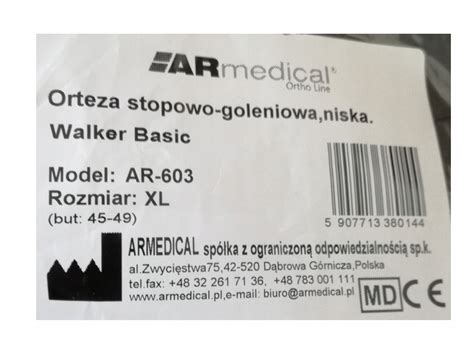 ARmedical®
Ortho Line
Orteza stopowo-goleniowa,niska.
Walker Basic
Model: AR-603
Rozmiar: XL
(but: 45-49)
5 907713 380144
ARMEDICAL spółka z ograniczoną odpowiedzialnością sp.k.
al.Zwycięstwa75,42-520 Dąbrowa Górnicza,Polska
tel.fax: +48 32 261 71 36, +48 783 001 111
www.armedical.pl,e-mail: biuro@armedical.pl
MD CE